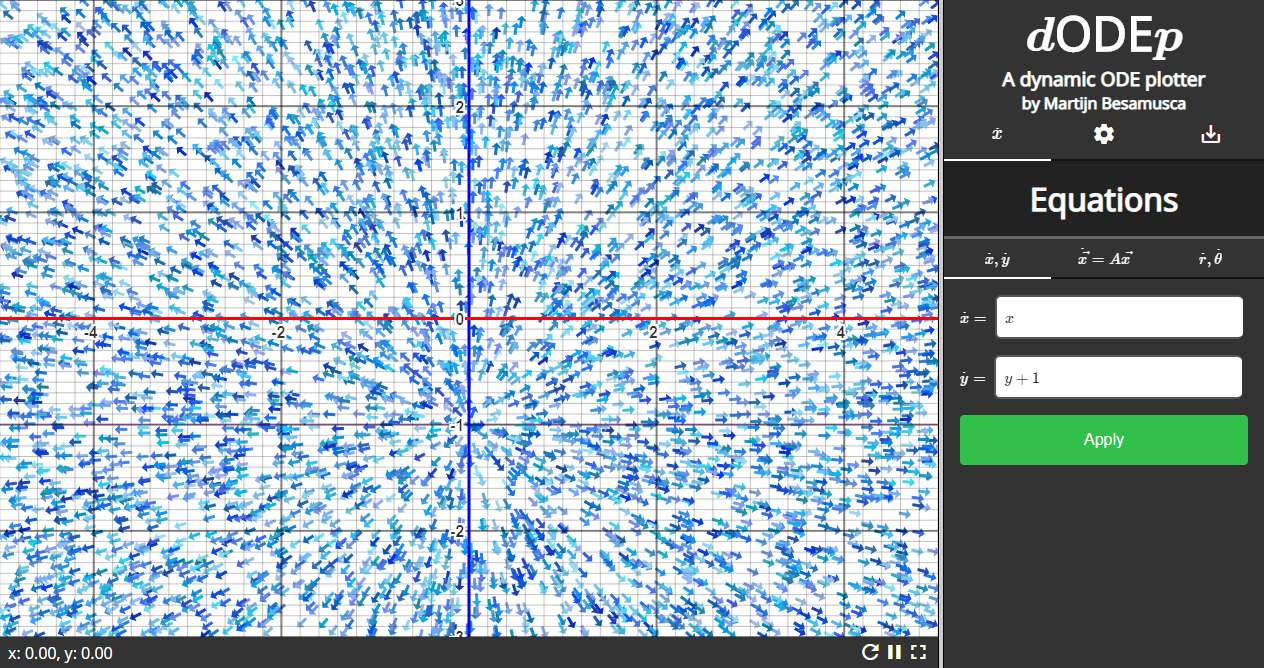 dODEp
A dynamic ODE plotter
by Martijn Besamusca
ẋ
Equations
ẋ, ẏ
ẋ⃗ = Ax⃗
ṙ, θ̇
ẋ = x
ẏ = y + 1
Apply
3
2
1
-4 -2 0 2 4
-1
-2
-3
x: 0.00, y: 0.00